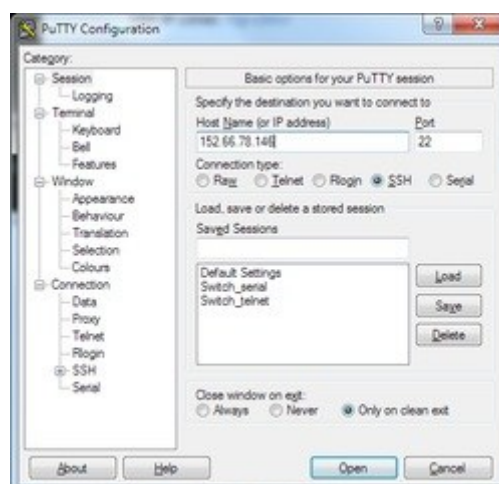 PuTTY Configuration
Category:
Session
Logging
Terminal
Keyboard
Bell
Features
Window
Appearance
Behaviour
Translation
Selection
Colours
Connection
Data
Proxy
Telnet
Rlogin
SSH
Serial
Basic options for your PuTTY session
Specify the destination you want to connect to
Host Name (or IP address) Port
152.66.78.146 22
Connection type:
Raw Telnet Rlogin SSH Serial
Load, save or delete a stored session
Saved Sessions
Default Settings
Switch_serial
Switch_telnet
Load
Save
Delete
Close window on exit:
Always Never Only on clean exit
About Help Open Cancel